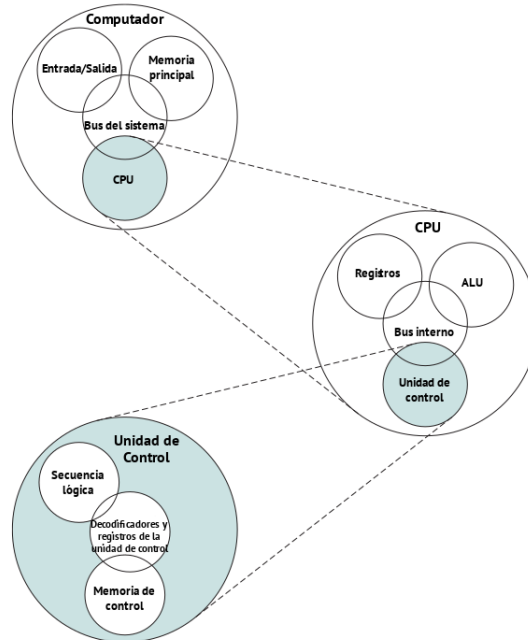 Computador
Entrada/Salida
Memoria
principal
Bus del sistema
CPU
CPU
Registros
ALU
Bus interno
Unidad de
control
Unidad de
Control
Secuencia
lógica
Decodificadores y
registros de la
unidad de control
Memoria de
control